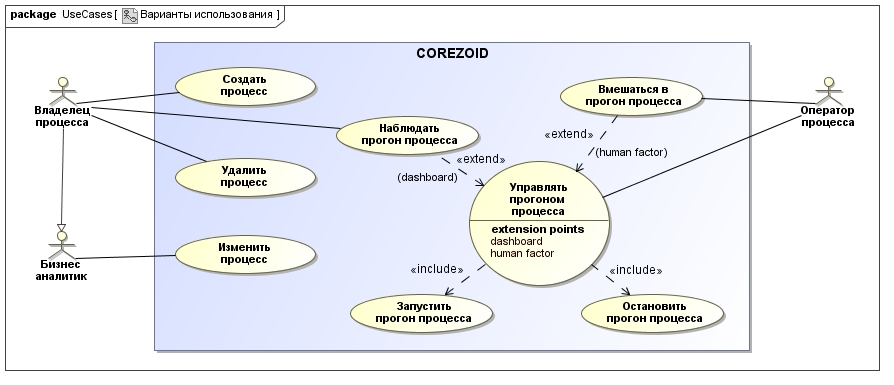 package UseCases [ Варианты использования ]
COREZOID
Создать
процесс
Вмешаться в
прогон процесса
Владелец
процесса
Оператор
процесса
Наблюдать
прогон процесса
«extend»
(human factor)
«extend»
(dashboard)
Удалить
процесс
Управлять
прогоном
процесса
extension points
dashboard
human factor
Бизнес
аналитик
Изменить
процесс
«include»
«include»
Запустить
прогон процесса
Остановить
прогон процесса